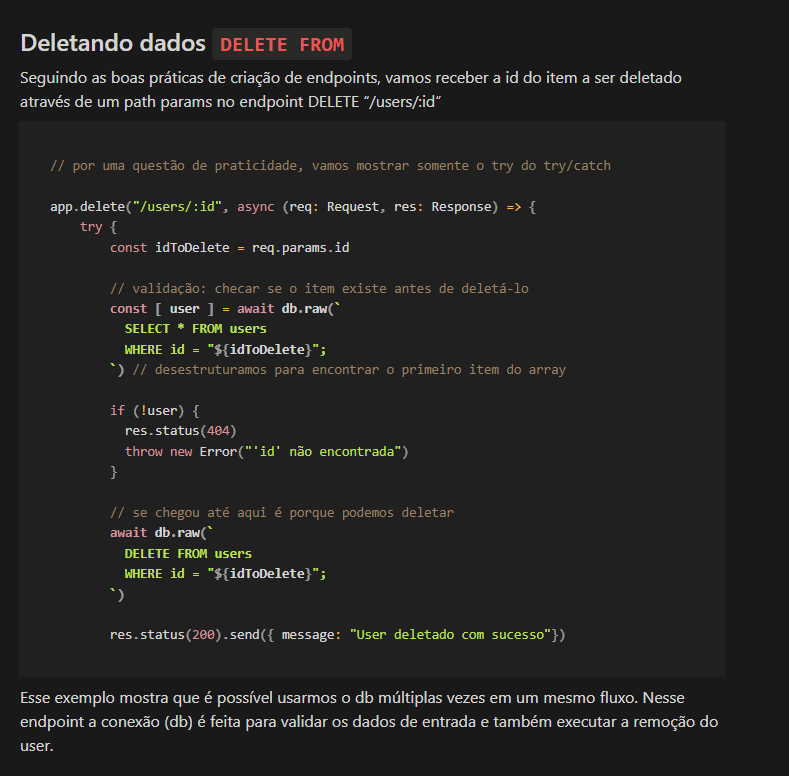 Deletando dados DELETE FROM
Seguindo as boas práticas de criação de endpoints, vamos receber a id do item a ser deletado
através de um path params no endpoint DELETE “/users/:id”
// por uma questão de praticidade, vamos mostrar somente o try do try/catch
app.delete("/users/:id", async (req: Request, res: Response) => {
    try {
        const idToDelete = req.params.id
        // validação: checar se o item existe antes de deletá-lo
        const [ user ] = await db.raw(`
          SELECT * FROM users
          WHERE id = "${idToDelete}";
        `) // desestruturamos para encontrar o primeiro item do array
        if (!user) {
          res.status(404)
          throw new Error("'id' não encontrada")
        }
        // se chegou até aqui é porque podemos deletar
        await db.raw(`
          DELETE FROM users
          WHERE id = "${idToDelete}";
        `)
        res.status(200).send({ message: "User deletado com sucesso"})
Esse exemplo mostra que é possível usarmos o db múltiplas vezes em um mesmo fluxo. Nesse
endpoint a conexão (db) é feita para validar os dados de entrada e também executar a remoção do
user.